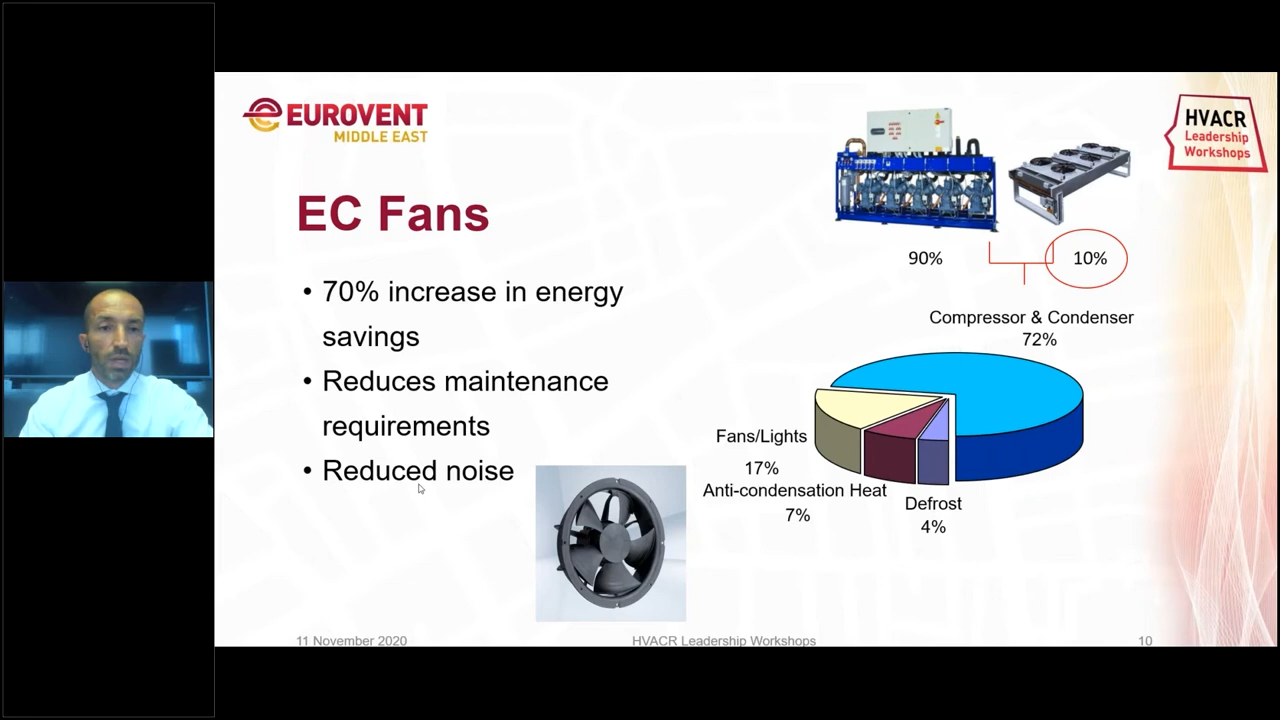 EUROVENT
MIDDLE EAST
HVACR
Leadership
Workshops
EC Fans
• 70% increase in energy
savings
• Reduces maintenance
requirements
• Reduced noise
90%
10%
Compressor & Condenser
72%
Fans/Lights
17%
Anti-condensation Heat
7%
Defrost
4%
11 November 2020
HVACR Leadership Workshops
10